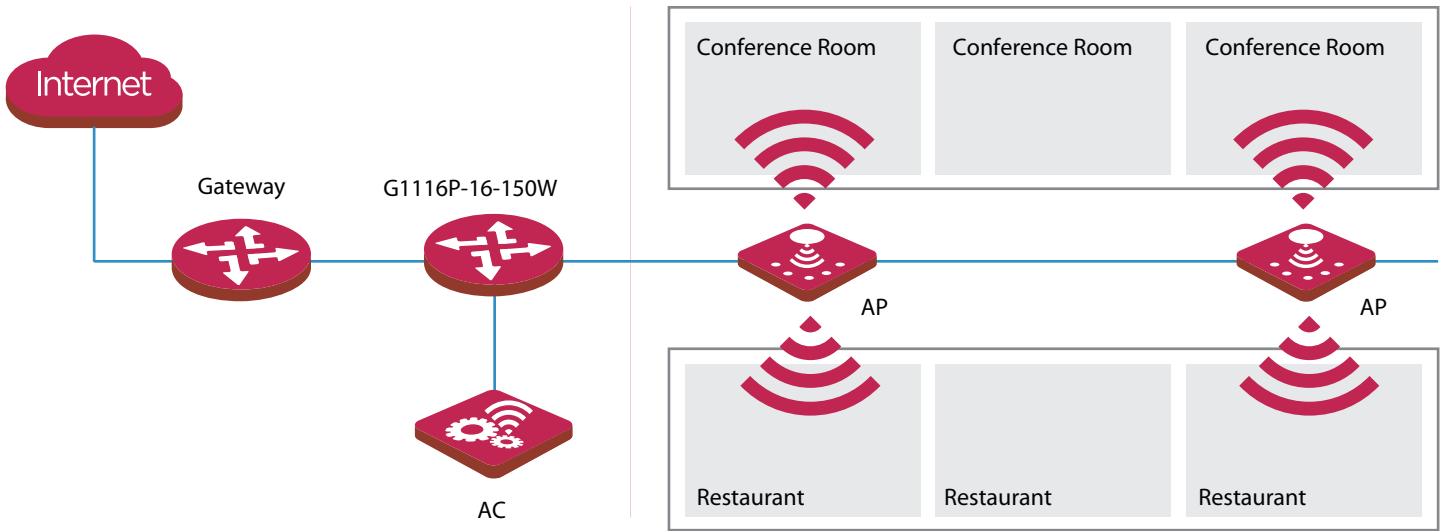 Internet
Gateway
G1116P-16-150W
AC
Conference Room
Conference Room
Conference Room
AP
AP
Restaurant
Restaurant
Restaurant